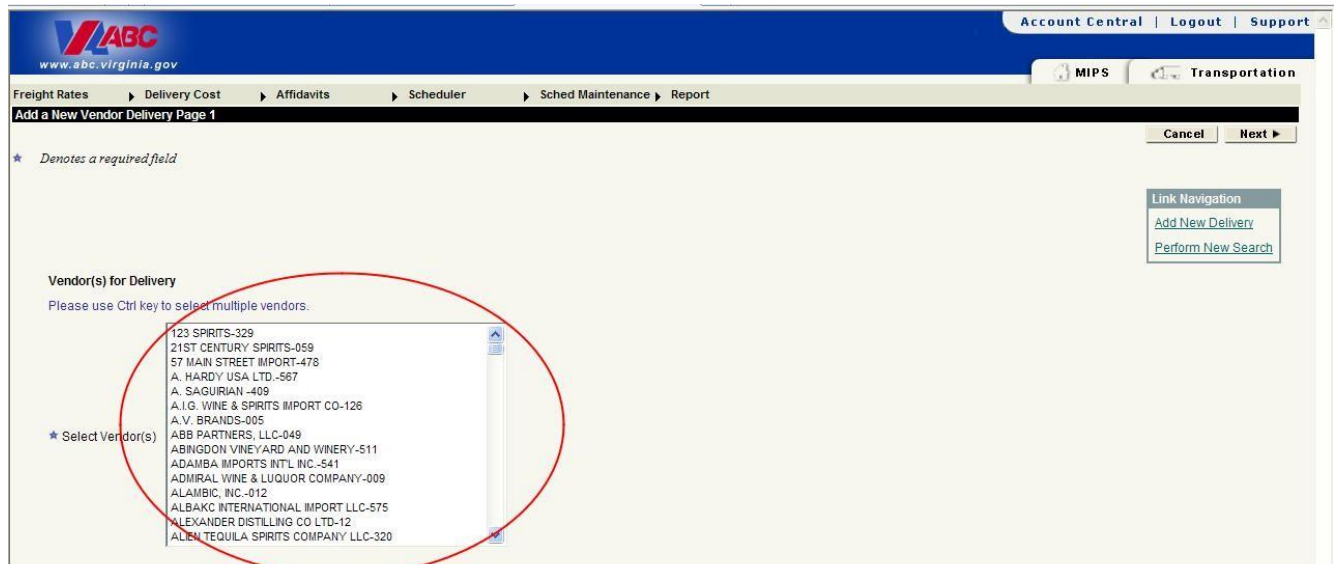 Account Central | Logout | Support
VABC
www.abc.virginia.gov
MIPS
Transportation
Freight Rates Delivery Cost Affidavits Scheduler Sched Maintenance Report
Add a New Vendor Delivery Page 1
Cancel Next
Denotes a required field
Link Navigation
Add New Delivery
Perform New Search
Vendor(s) for Delivery
Please use Ctrl key to select multiple vendors.
Select Vendor(s)
123 SPIRITS-329
21ST CENTURY SPIRITS-059
57 MAIN STREET IMPORT-478
A. HARDY USA LTD.-567
A. SAGUIRIAN -409
A.I.G. WINE & SPIRITS IMPORT CO-126
A.V. BRANDS-005
ABB PARTNERS, LLC-049
ABINGDON VINEYARD AND WINERY-511
ADAMBA IMPORTS INT'L INC.-541
ADMIRAL WINE & LUQUOR COMPANY-009
ALAMBIC, INC.-012
ALBAKC INTERNATIONAL IMPORT LLC-575
ALEXANDER DISTILLING CO LTD-12
ALIEN TEQUILA SPIRITS COMPANY LLC-320